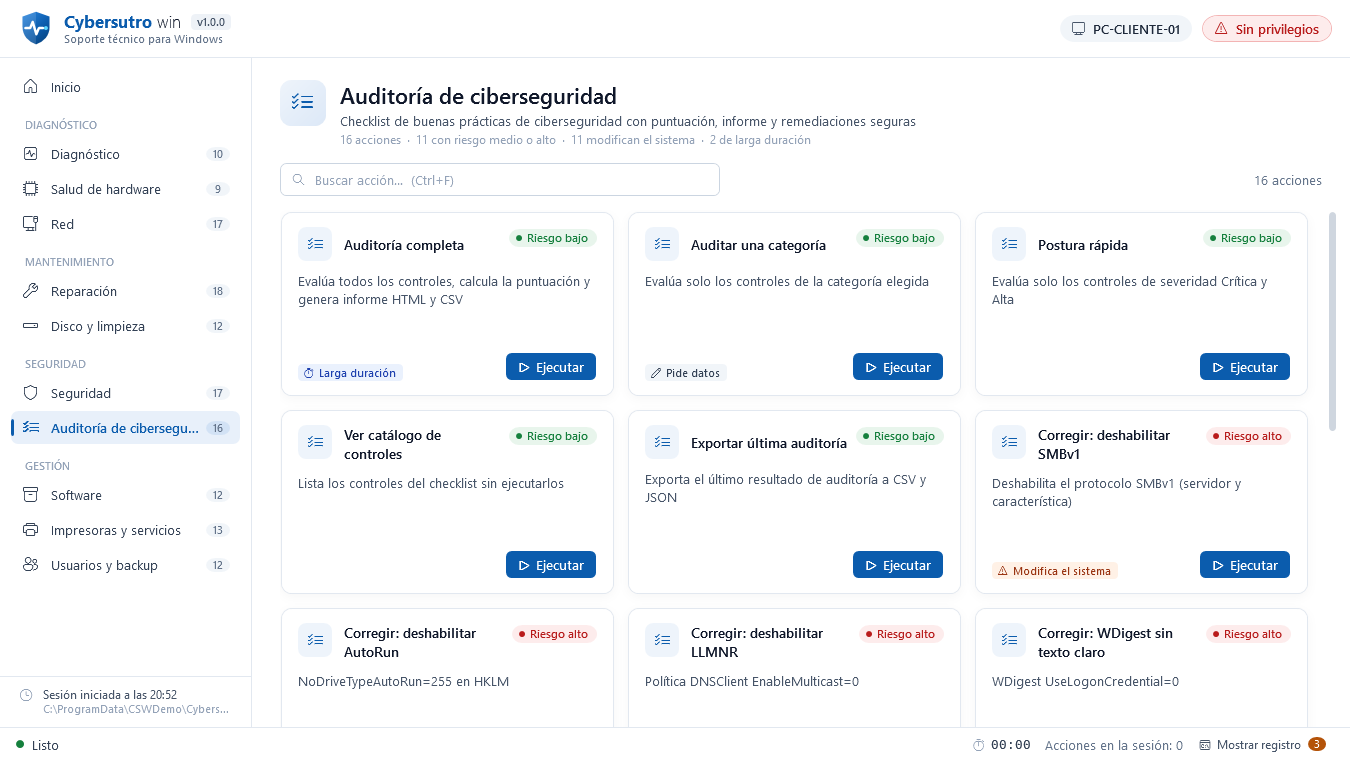 Cybersutro win v1.0.0
Soporte técnico para Windows
PC-CLIENTE-01
Sin privilegios
Inicio
DIAGNÓSTICO
Diagnóstico 10
Salud de hardware 9
Red 17
MANTENIMIENTO
Reparación 18
Disco y limpieza 12
SEGURIDAD
Seguridad 17
Auditoría de cibersegu... 16
GESTIÓN
Software 12
Impresoras y servicios 13
Usuarios y backup 12
Sesión iniciada a las 20:52
C:\ProgramData\CSWDemo\Cybers...
Auditoría de ciberseguridad
Checklist de buenas prácticas de ciberseguridad con puntuación, informe y remediaciones seguras
16 acciones · 11 con riesgo medio o alto · 11 modifican el sistema · 2 de larga duración
Buscar acción... (Ctrl+F)
16 acciones
Auditoría completa
Riesgo bajo
Evalúa todos los controles, calcula la puntuación y
genera informe HTML y CSV
Larga duración
Ejecutar
Auditar una categoría
Riesgo bajo
Evalúa solo los controles de la categoría elegida
Pide datos
Ejecutar
Postura rápida
Riesgo bajo
Evalúa solo los controles de severidad Crítica y
Alta
Ejecutar
Ver catálogo de
controles
Riesgo bajo
Lista los controles del checklist sin ejecutarlos
Ejecutar
Exportar última auditoría
Riesgo bajo
Exporta el último resultado de auditoría a CSV y
JSON
Ejecutar
Corregir: deshabilitar
SMBv1
Riesgo alto
Deshabilita el protocolo SMBv1 (servidor y
característica)
Modifica el sistema
Ejecutar
Corregir: deshabilitar
AutoRun
Riesgo alto
NoDriveTypeAutoRun=255 en HKLM
Corregir: deshabilitar
LLMNR
Riesgo alto
Política DNSClient EnableMulticast=0
Corregir: WDigest sin
texto claro
Riesgo alto
WDigest UseLogonCredential=0
Listo
00:00
Acciones en la sesión: 0
Mostrar registro 3